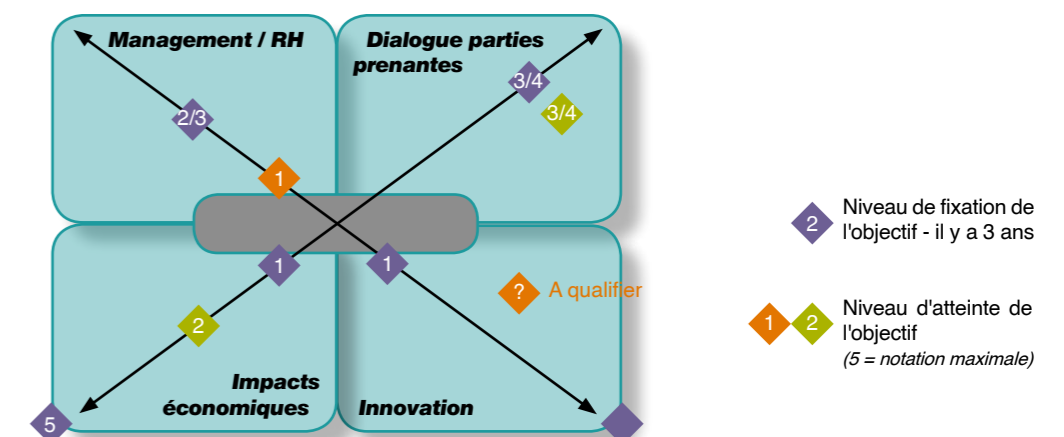 Management / RH
Dialogue parties
prenantes
3/4
3/4
2/3
1
1
1
2
?
A qualifier
Impacts
économiques
Innovation
5
2
Niveau de fixation de
l'objectif - il y a 3 ans
1
2
Niveau d'atteinte de
l'objectif
(5 = notation maximale)